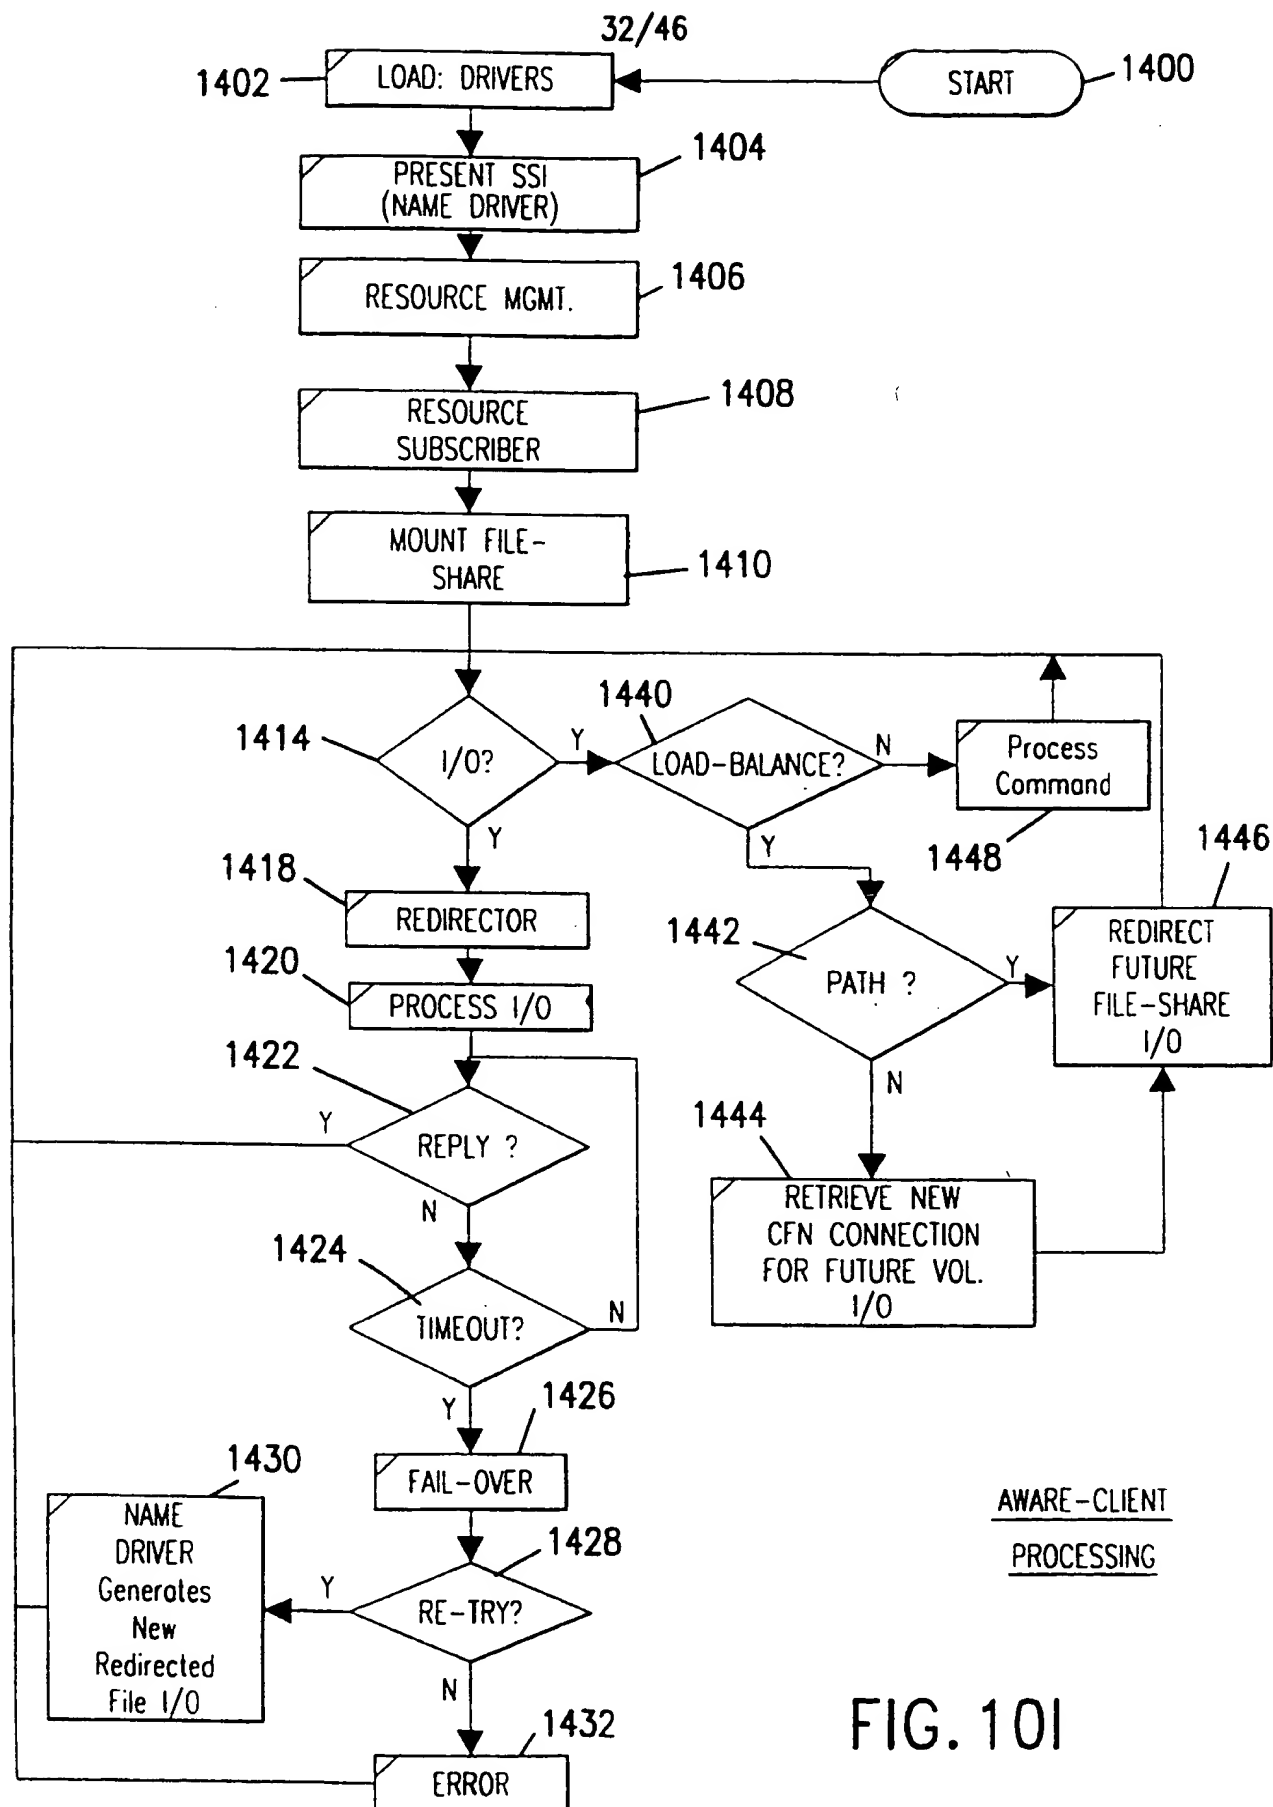 32/46
1402
LOAD: DRIVERS
START
1400
1404
PRESENT SSI
(NAME DRIVER)
1406
RESOURCE MGMT.
1408
RESOURCE
SUBSCRIBER
MOUNT FILE-
SHARE
1410
1440
1414
I/O?
Y
LOAD-BALANCE?
N
Process
Command
1448
Y
Y
1446
1418
REDIRECTOR
1442
PATH ?
Y
REDIRECT
FUTURE
FILE-SHARE
I/O
1420
PROCESS I/O
1422
Y
REPLY ?
N
N
1444
RETRIEVE NEW
CFN CONNECTION
FOR FUTURE VOL.
I/O
1424
TIMEOUT?
N
Y
1426
FAIL-OVER
1430
NAME
DRIVER
Generates
New
Redirected
File I/O
1428
Y
RE-TRY?
N
1432
ERROR
AWARE-CLIENT
PROCESSING
FIG. 10I